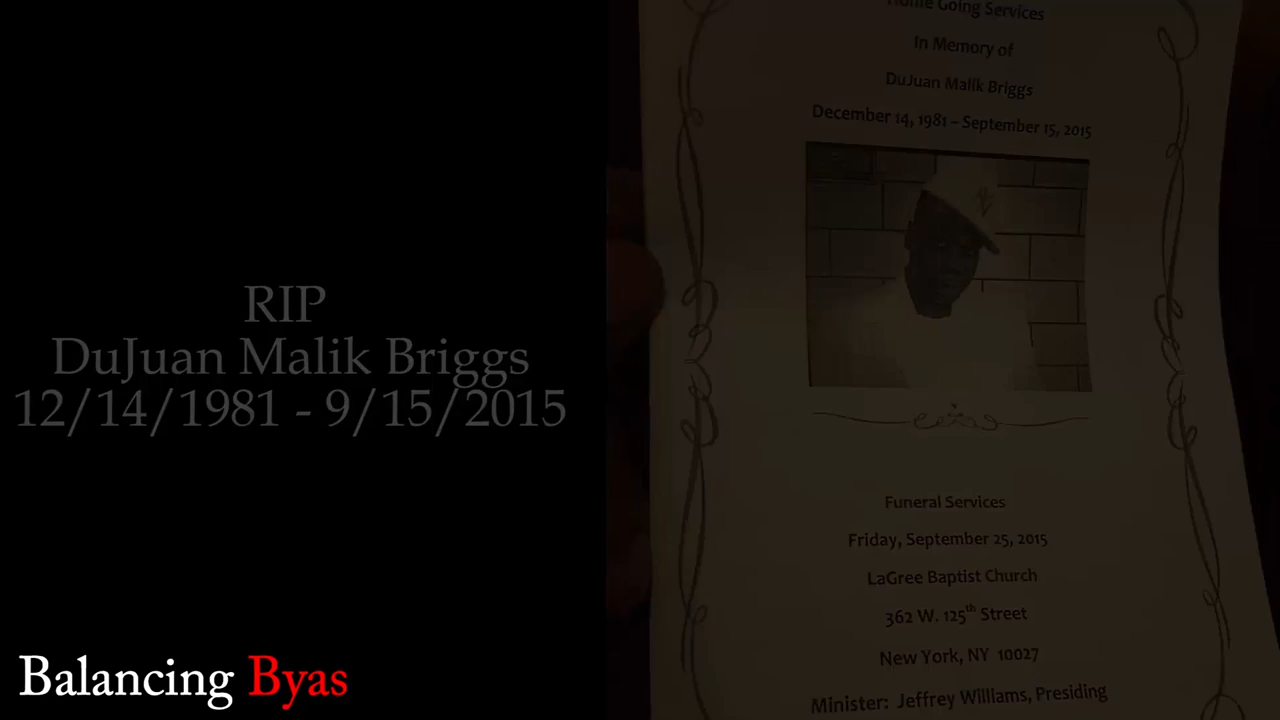 RIP
DuJuan Malik Briggs
12/14/1981 - 9/15/2015
Balancing Byas
Home Going Services
In Memory of
DuJuan Malik Briggs
December 14, 1981 – September 15, 2015
Funeral Services
Friday, September 25, 2015
LaGree Baptist Church
362 W. 125th Street
New York, NY 10027
Minister: Jeffrey Williams, Presiding